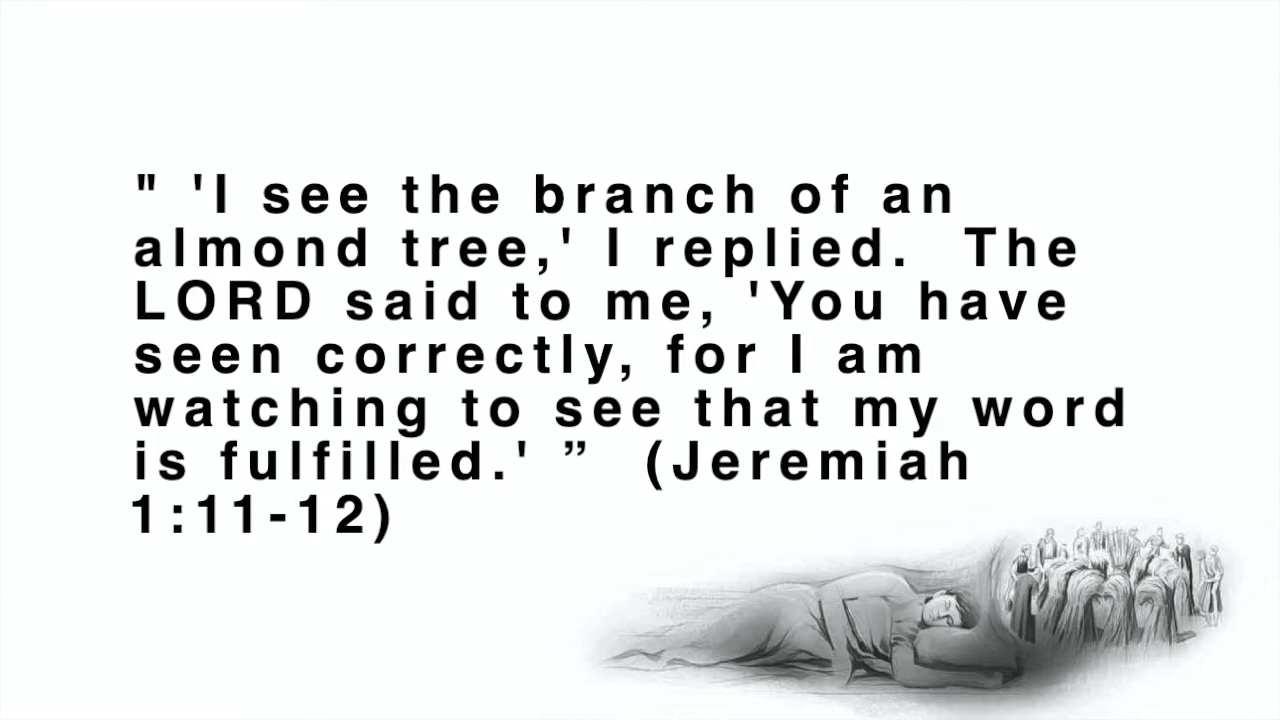 " 'I see the branch of an
almond tree,' I replied.  The
LORD said to me, 'You have
seen correctly, for I am
watching to see that my word
is fulfilled.' ”  (Jeremiah
1:11-12)